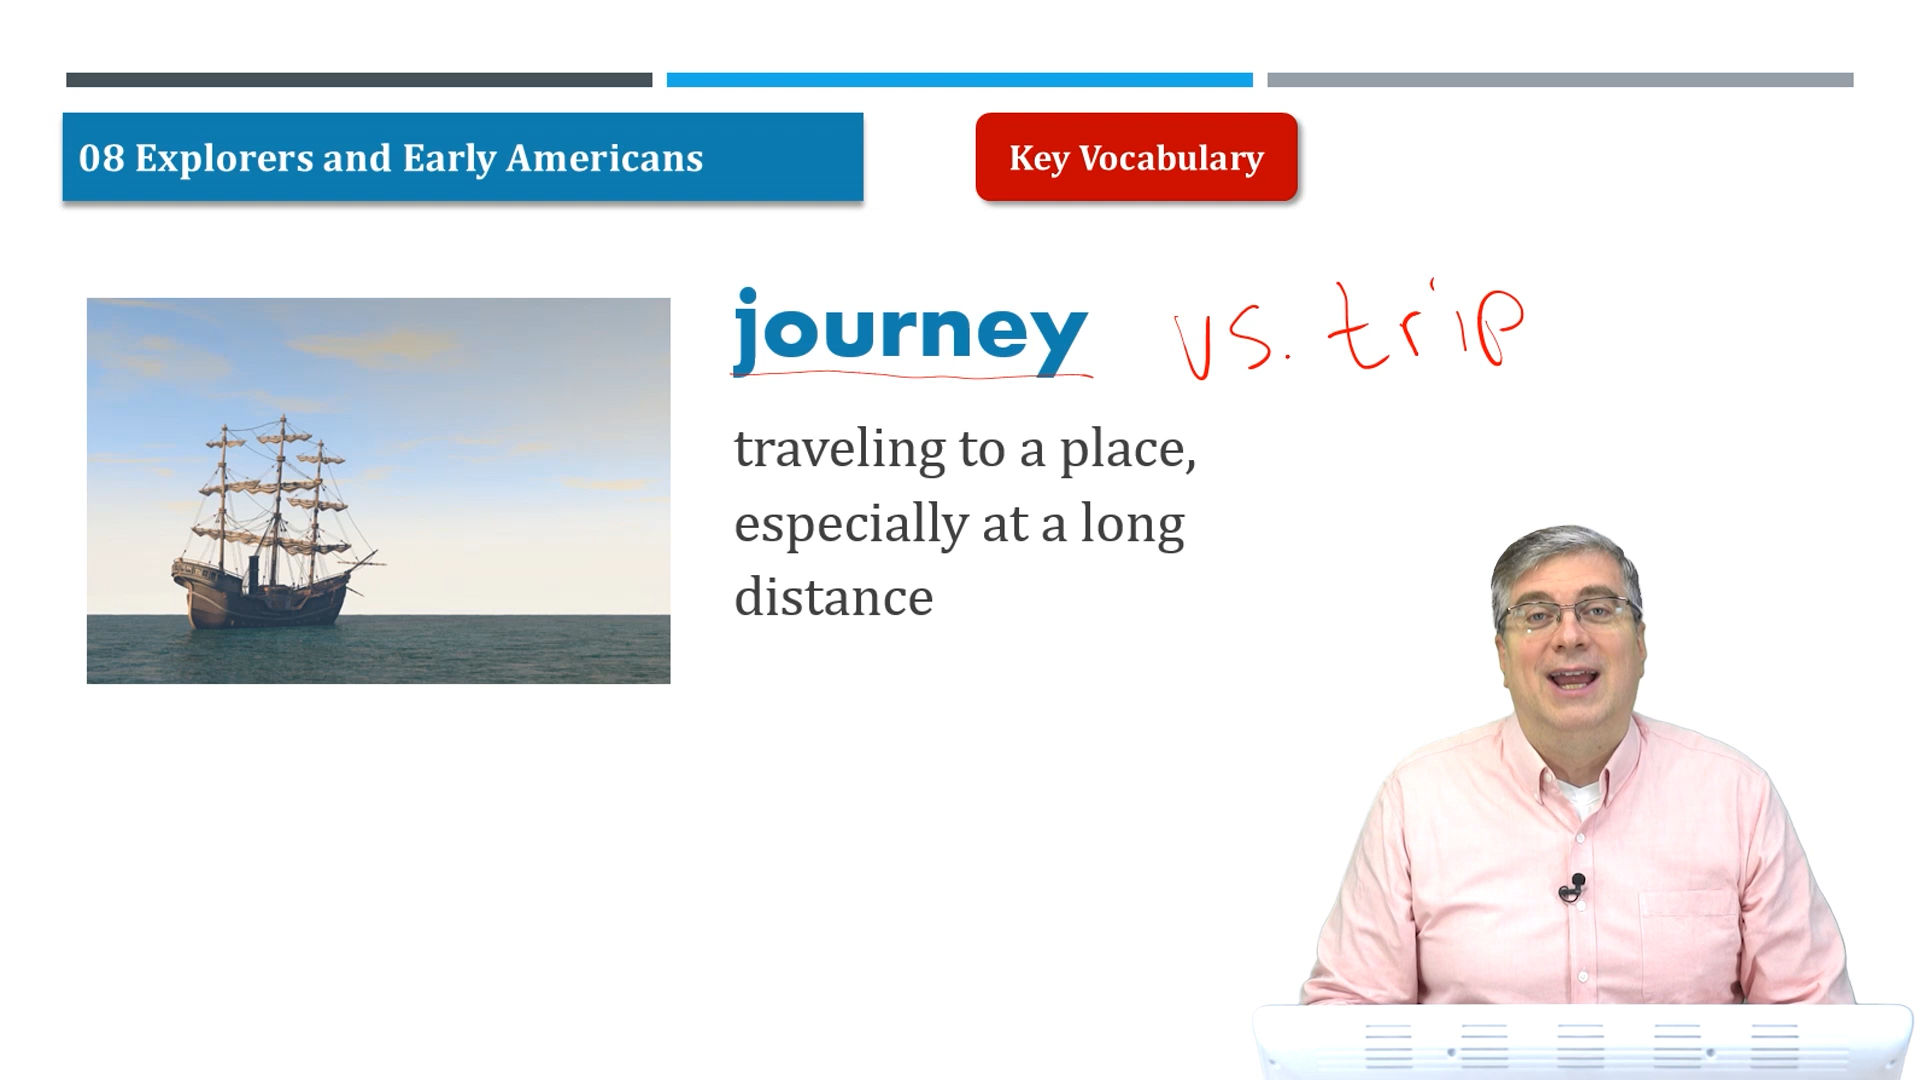 08 Explorers and Early Americans
Key Vocabulary
journey vs. trip
traveling to a place,
especially at a long
distance